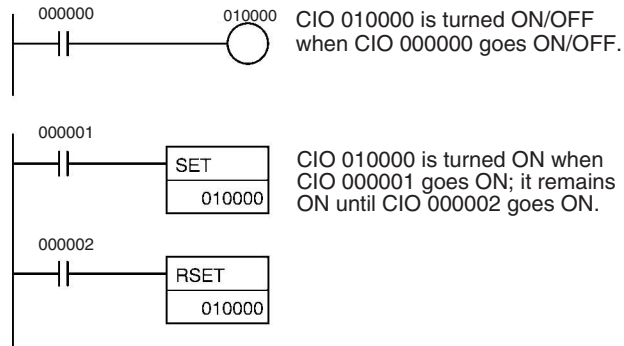 000000
010000
CIO 010000 is turned ON/OFF
when CIO 000000 goes ON/OFF.
000001
SET
010000
CIO 010000 is turned ON when
CIO 000001 goes ON; it remains
ON until CIO 000002 goes ON.
000002
RSET
010000